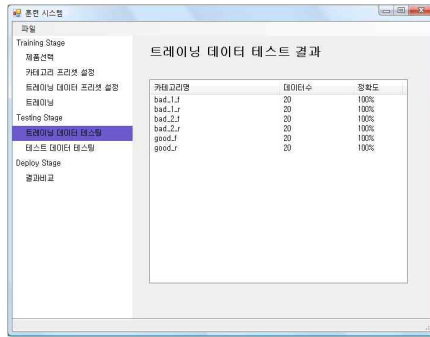 훈련 시스템
파일
Training Stage
제품선택
카테고리 프리셋 설정
트레이닝 데이터 프리셋 설정
트레이닝
Testing Stage
트레이닝 데이터 테스팅
테스트 데이터 테스팅
Deploy Stage
결과비교
트레이닝 데이터 테스트 결과
카테고리명 데이터수 정확도
bad_1_f 20 100%
bad_1_r 20 100%
bad_2_f 20 100%
bad_2_r 20 100%
good_f 20 100%
good_r 20 100%